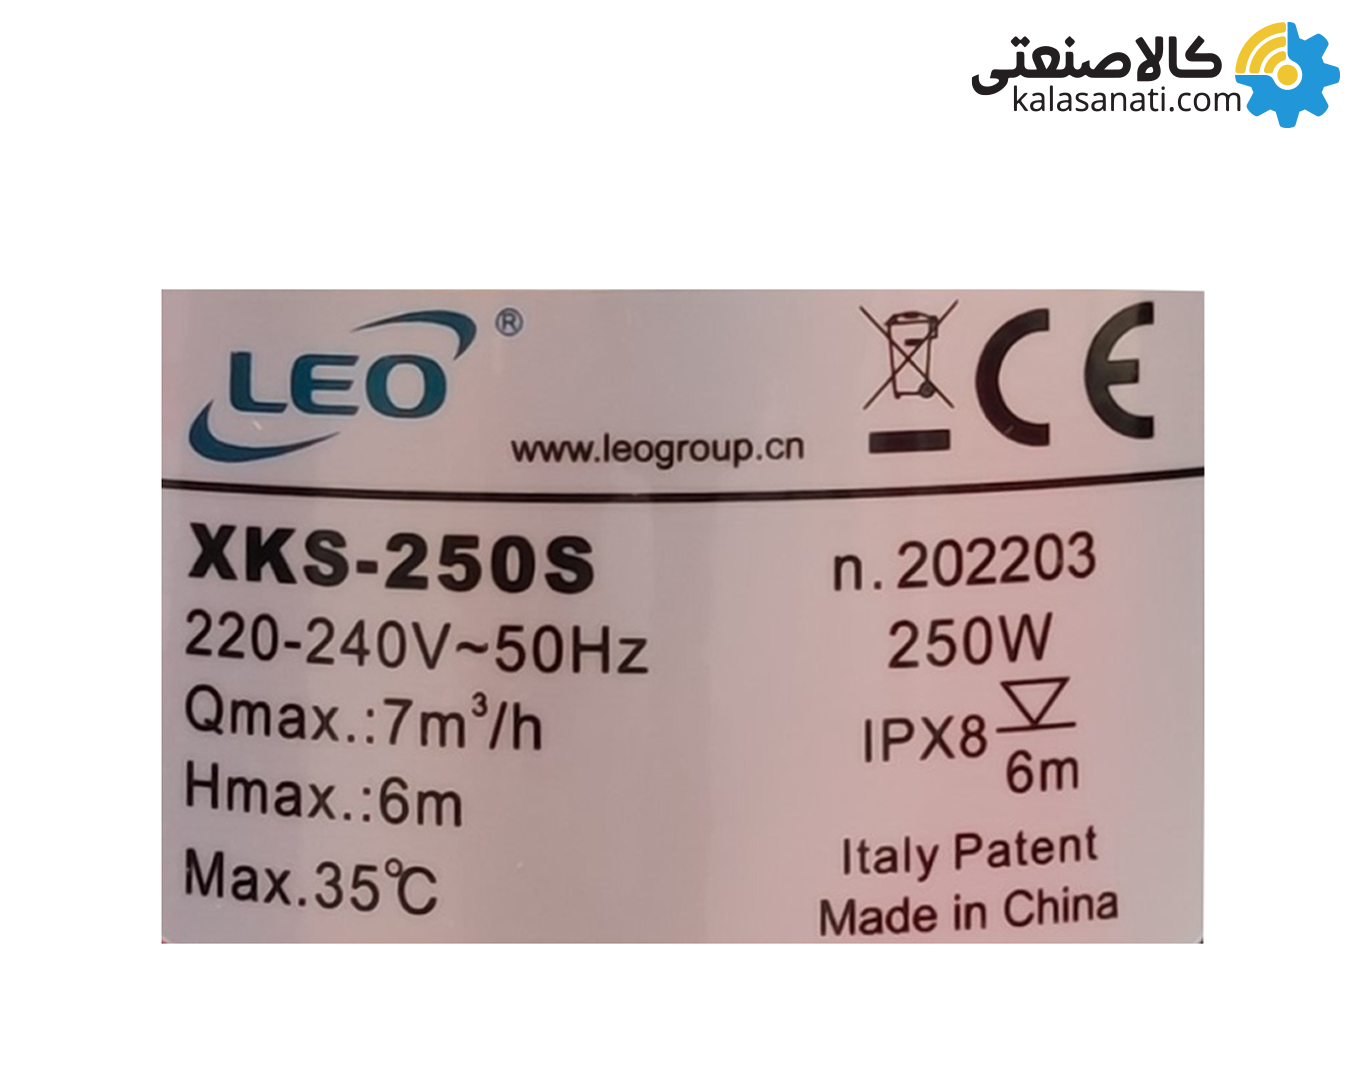 کالاصنعتی
kalasanati.com
LEO ®
www.leogroup.cn
CE
XKS-250S
n.202203
220-240V~50Hz
250W
Qmax.:7m³/h
IPX8
6m
Hmax.:6m
Max.35℃
Italy Patent
Made in China